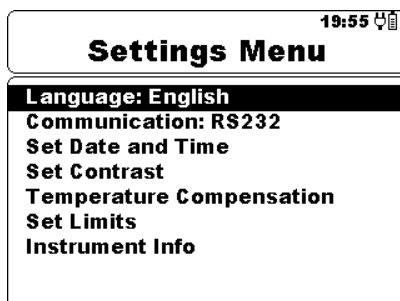 19:55
Settings Menu
Language: English
Communication: RS232
Set Date and Time
Set Contrast
Temperature Compensation
Set Limits
Instrument Info